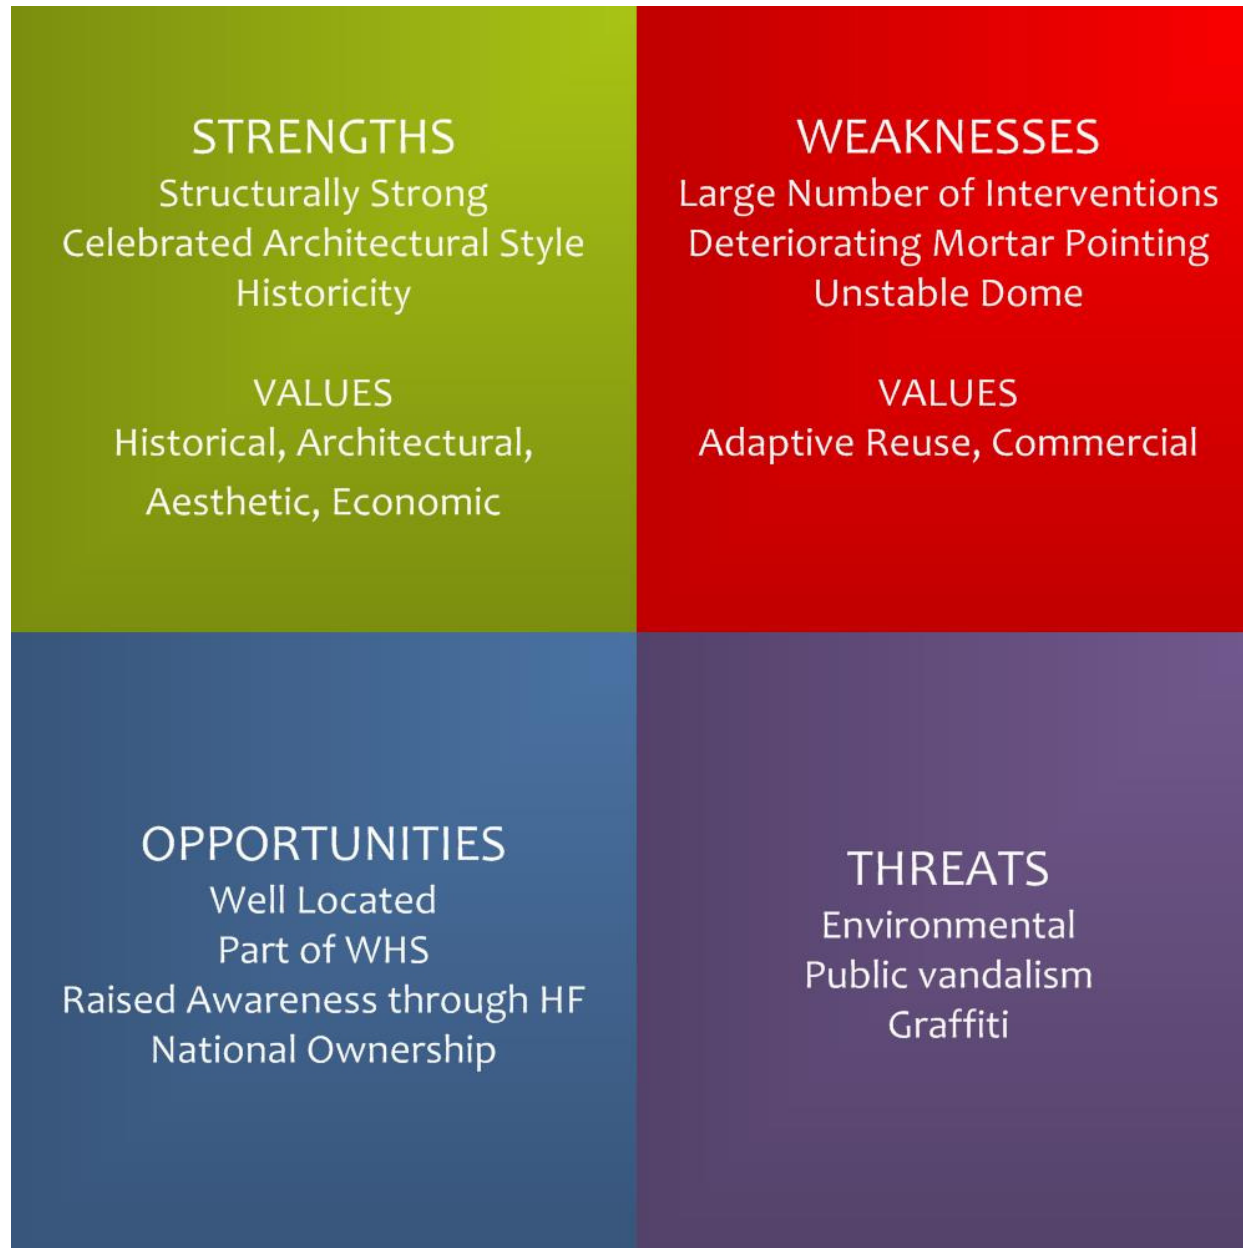 STRENGTHS
Structurally Strong
Celebrated Architectural Style
Historicity
VALUES
Historical, Architectural,
Aesthetic, Economic
WEAKNESSES
Large Number of Interventions
Deteriorating Mortar Pointing
Unstable Dome
VALUES
Adaptive Reuse, Commercial
OPPORTUNITIES
Well Located
Part of WHS
Raised Awareness through HF
National Ownership
THREATS
Environmental
Public vandalism
Graffiti